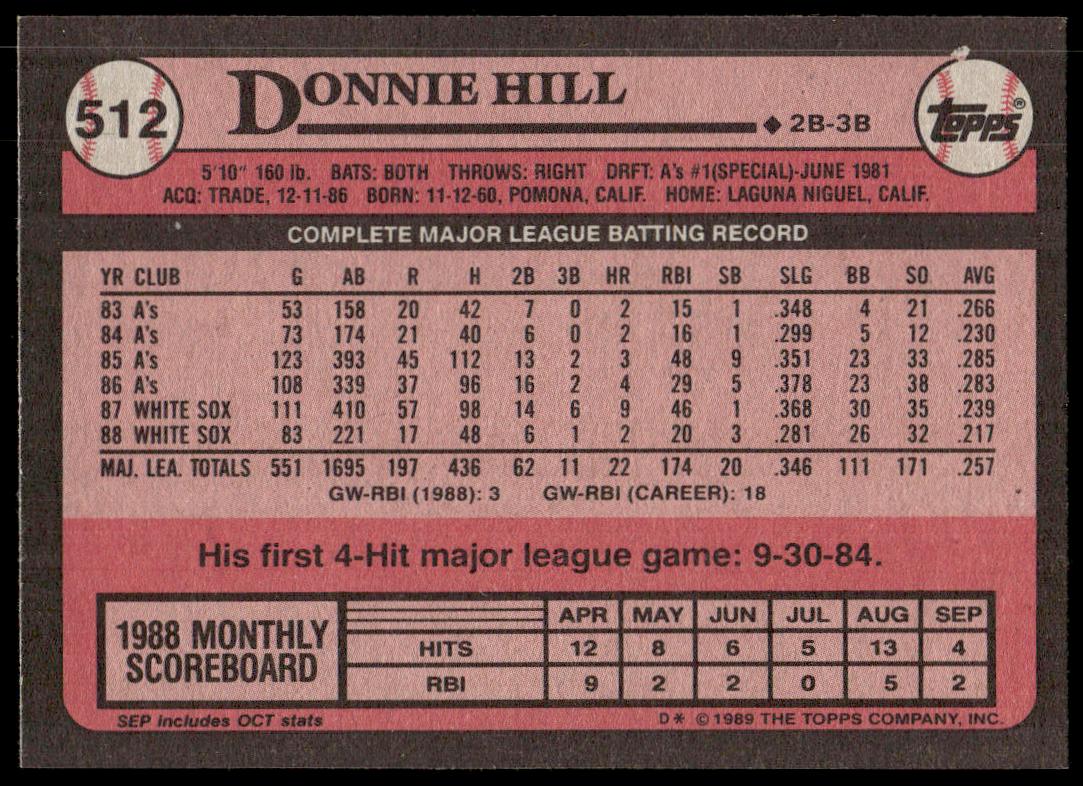 512
DONNIE HILL
◆ 2B-3B
TOPPS®
5'10" 160 lb. BATS: BOTH THROWS: RIGHT DRFT: A's #1(SPECIAL)-JUNE 1981
ACQ: TRADE, 12-11-86 BORN: 11-12-60, POMONA, CALIF. HOME: LAGUNA NIGUEL, CALIF.
COMPLETE MAJOR LEAGUE BATTING RECORD
YR CLUB G AB R H 2B 3B HR RBI SB SLG BB SO AVG
83 A's 53 158 20 42 7 0 2 15 1 .348 4 21 .266
84 A's 73 174 21 40 6 0 2 16 1 .299 5 12 .230
85 A's 123 393 45 112 13 2 3 48 9 .351 23 33 .285
86 A's 108 339 37 96 16 2 4 29 5 .378 23 38 .283
87 WHITE SOX 111 410 57 98 14 6 9 46 1 .368 30 35 .239
88 WHITE SOX 83 221 17 48 6 1 2 20 3 .281 26 32 .217
MAJ. LEA. TOTALS 551 1695 197 436 62 11 22 174 20 .346 111 171 .257
GW-RBI (1988): 3 GW-RBI (CAREER): 18
His first 4-Hit major league game: 9-30-84.
1988 MONTHLY
SCOREBOARD
APR MAY JUN JUL AUG SEP
HITS 12 8 6 5 13 4
RBI 9 2 2 0 5 2
SEP includes OCT stats
D* ©1989 THE TOPPS COMPANY, INC.